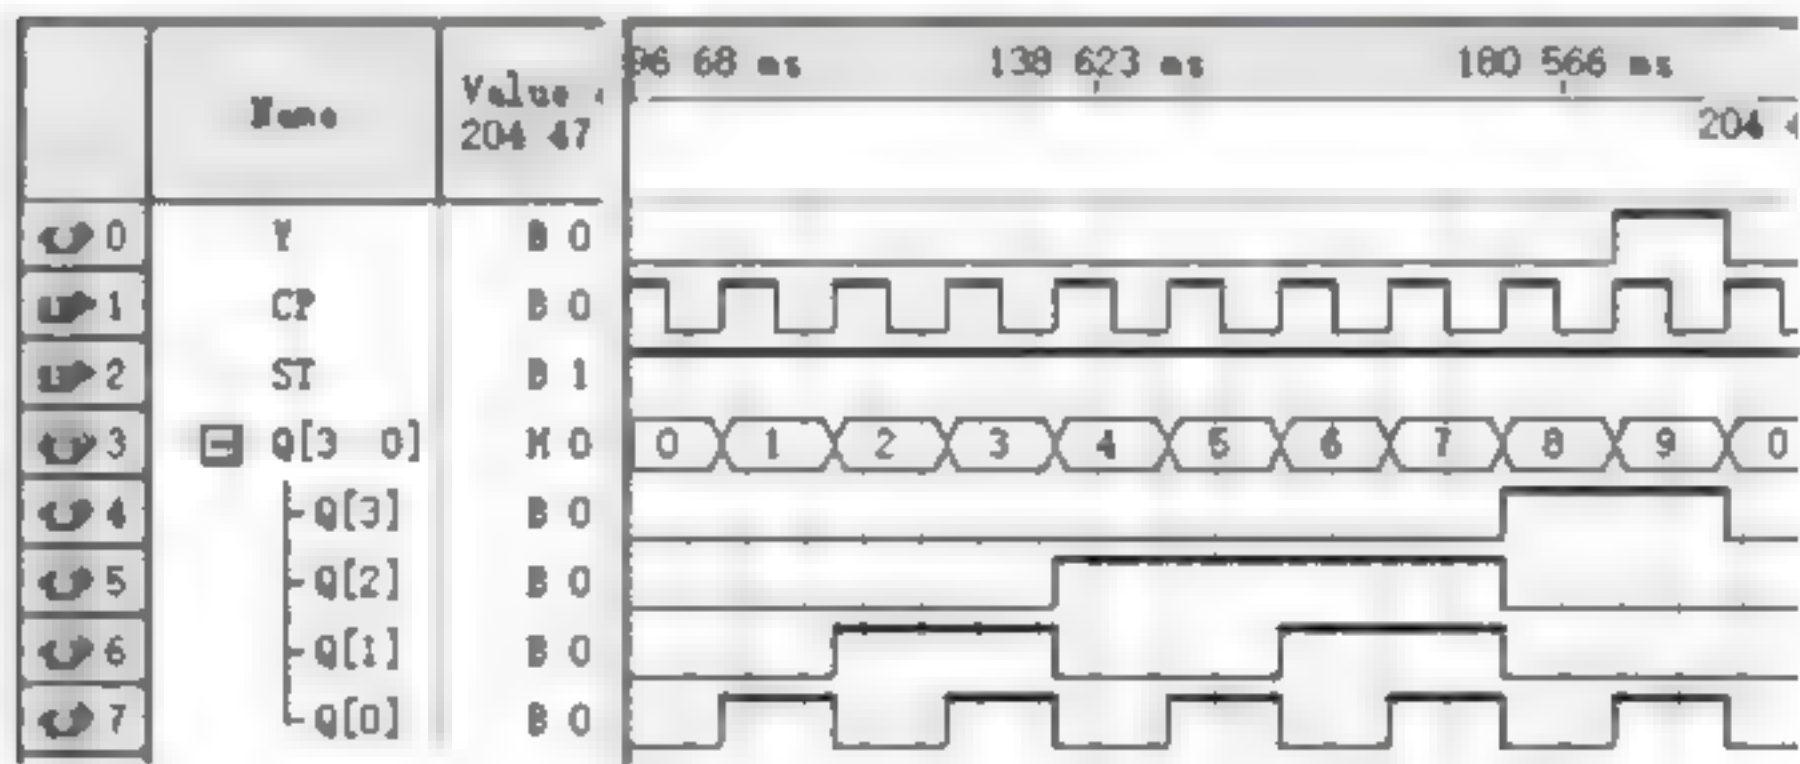 Name
Value
204 47
96 68 ms 138 623 ms 180 566 ms
204 4
0 Y B 0
1 CP B 0
2 ST B 1
3 Q[3 0] H 0 0 1 2 3 4 5 6 7 8 9 0
4 Q[3] B 0
5 Q[2] B 0
6 Q[1] B 0
7 Q[0] B 0